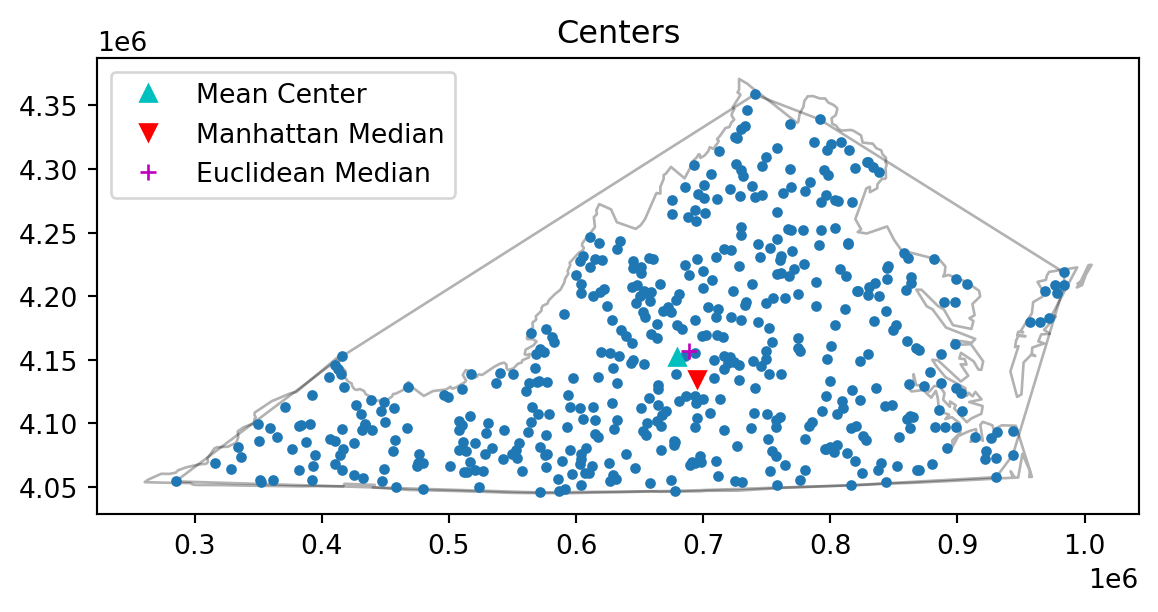 Centers
1e6
Mean Center
Manhattan Median
Euclidean Median
4.35
4.30
4.25
4.20
4.15
4.10
4.05
0.3 0.4 0.5 0.6 0.7 0.8 0.9 1.0
1e6